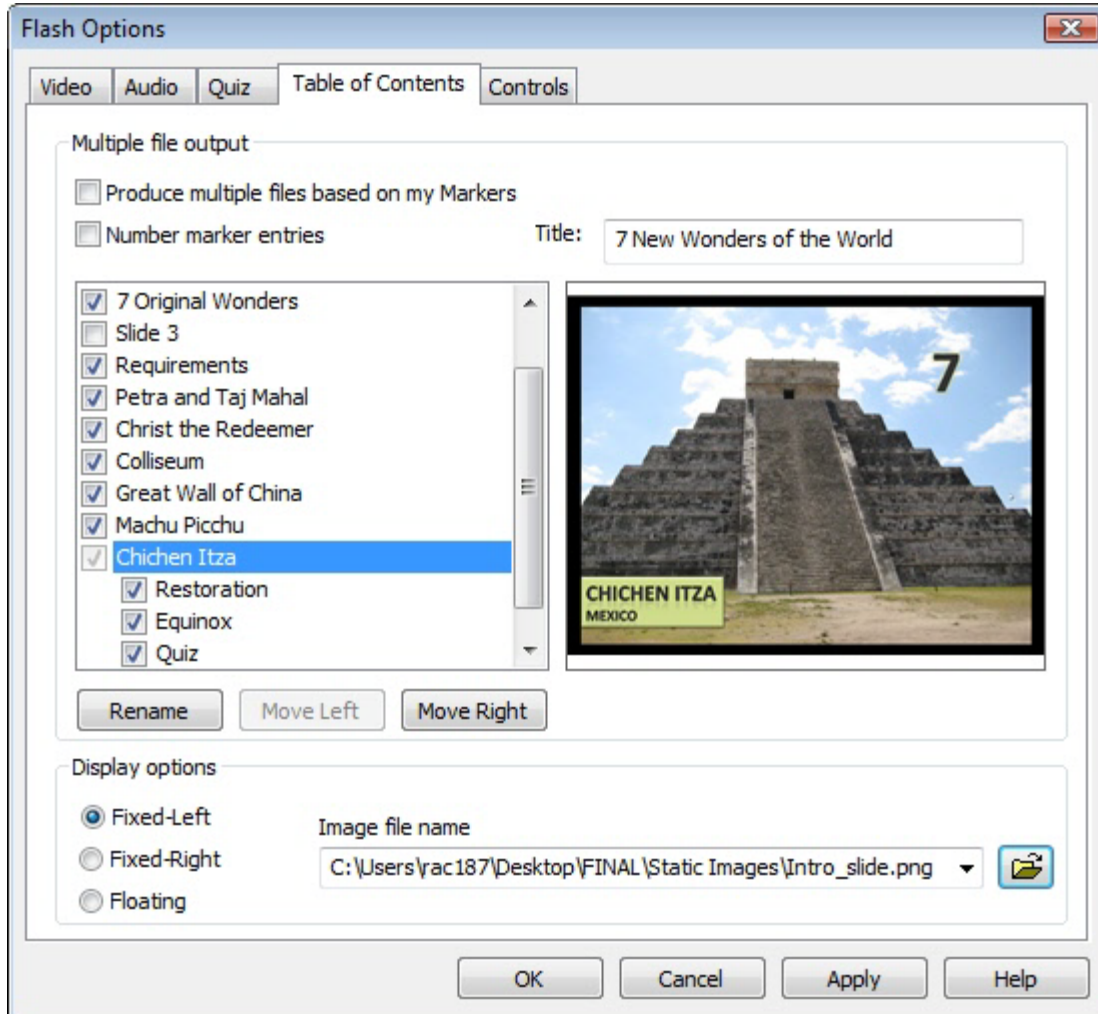 Flash Options
Video Audio Quiz Table of Contents Controls
Multiple file output
Produce multiple files based on my Markers
Number marker entries
Title: 7 New Wonders of the World
7 Original Wonders
Slide 3
Requirements
Petra and Taj Mahal
Christ the Redeemer
Colliseum
Great Wall of China
Machu Picchu
Chichen Itza
Restoration
Equinox
Quiz
7
CHICHEN ITZA
MEXICO
Rename Move Left Move Right
Display options
Fixed-Left
Fixed-Right
Floating
Image file name
C:\Users\rac187\Desktop\FINAL\Static Images\Intro_slide.png
OK Cancel Apply Help